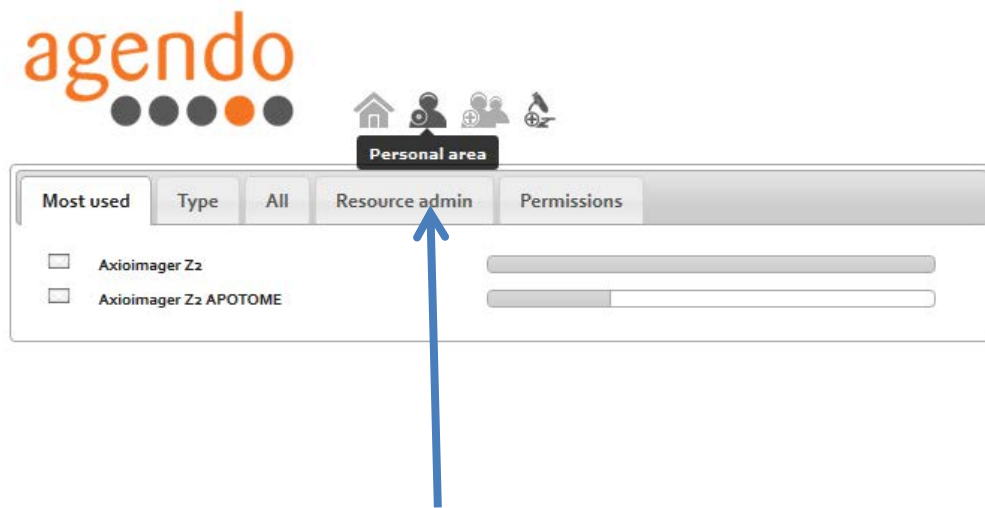 agendo
Personal area
Most used Type All Resource admin Permissions
Axioimager Z2
Axioimager Z2 APOTOME